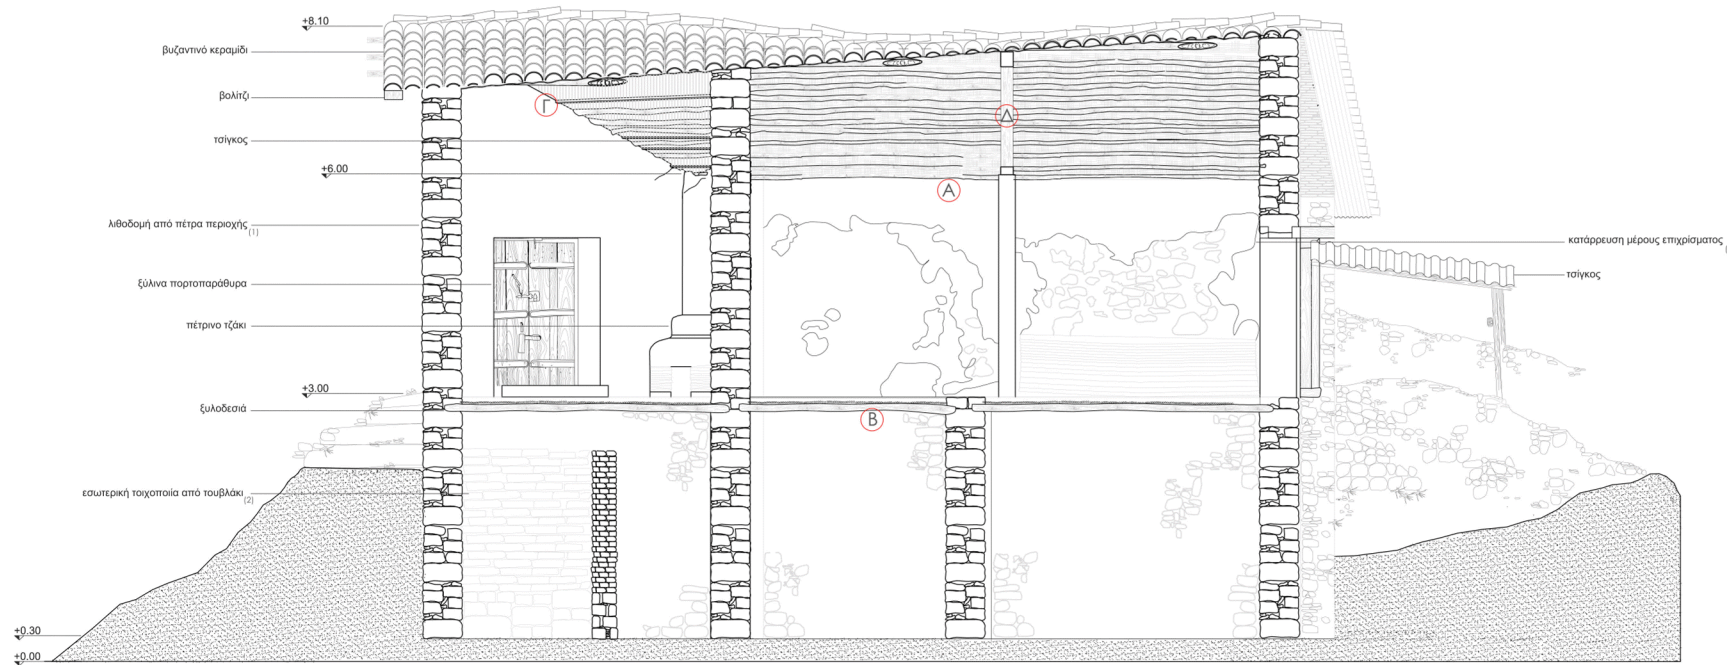 +8.10
βυζαντινό κεραμίδι
βολίτζι
Γ
Δ
τσίγκος
+6.00
Α
λιθοδομή από πέτρα περιοχής [1]
κατάρρευση μέρους επιχρίσματος
τσίγκος
ξύλινα πορτοπαράθυρα
πέτρινο τζάκι
+3.00
ξυλοδεσιά
Β
εσωτερική τοιχοποιία από τουβλάκι [2]
+0.30
+0.00